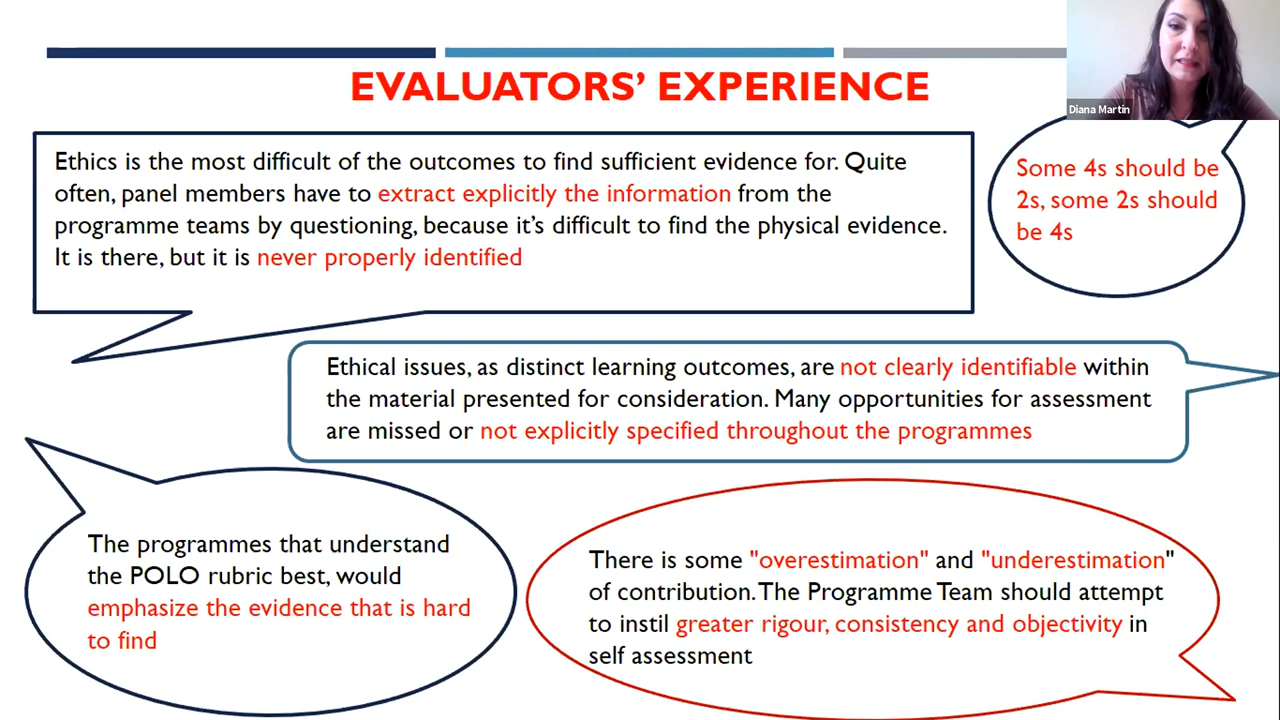 EVALUATORS' EXPERIENCE
Diana Martin
Ethics is the most difficult of the outcomes to find sufficient evidence for. Quite
often, panel members have to extract explicitly the information from the
programme teams by questioning, because it's difficult to find the physical evidence.
It is there, but it is never properly identified
Some 4s should be
2s, some 2s should
be 4s
Ethical issues, as distinct learning outcomes, are not clearly identifiable within
the material presented for consideration. Many opportunities for assessment
are missed or not explicitly specified throughout the programmes
The programmes that understand
the POLO rubric best, would
emphasize the evidence that is hard
to find
There is some "overestimation" and "underestimation"
of contribution. The Programme Team should attempt
to instil greater rigour, consistency and objectivity in
self assessment